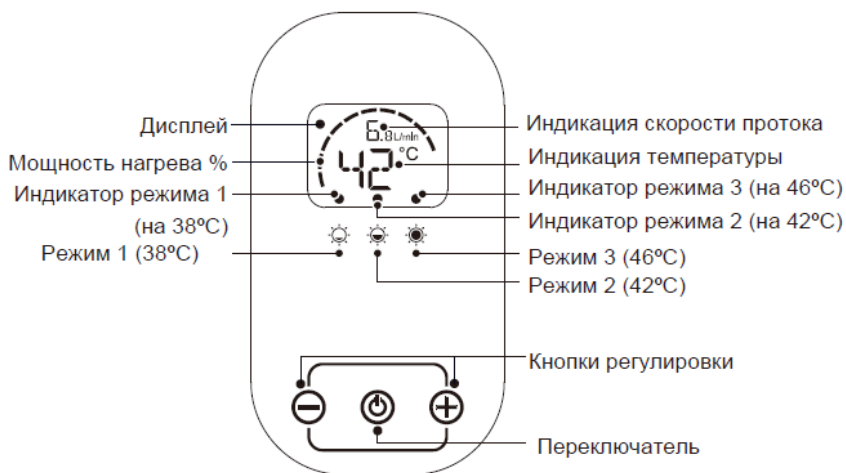 Дисплей
Мощность нагрева %
Индикатор режима 1
(на 38ºC)
Режим 1 (38ºC)
6.8L/min
42°C
Индикация скорости протока
Индикация температуры
Индикатор режима 3 (на 46ºC)
Индикатор режима 2 (на 42ºC)
Режим 3 (46ºC)
Режим 2 (42ºC)
Кнопки регулировки
Переключатель